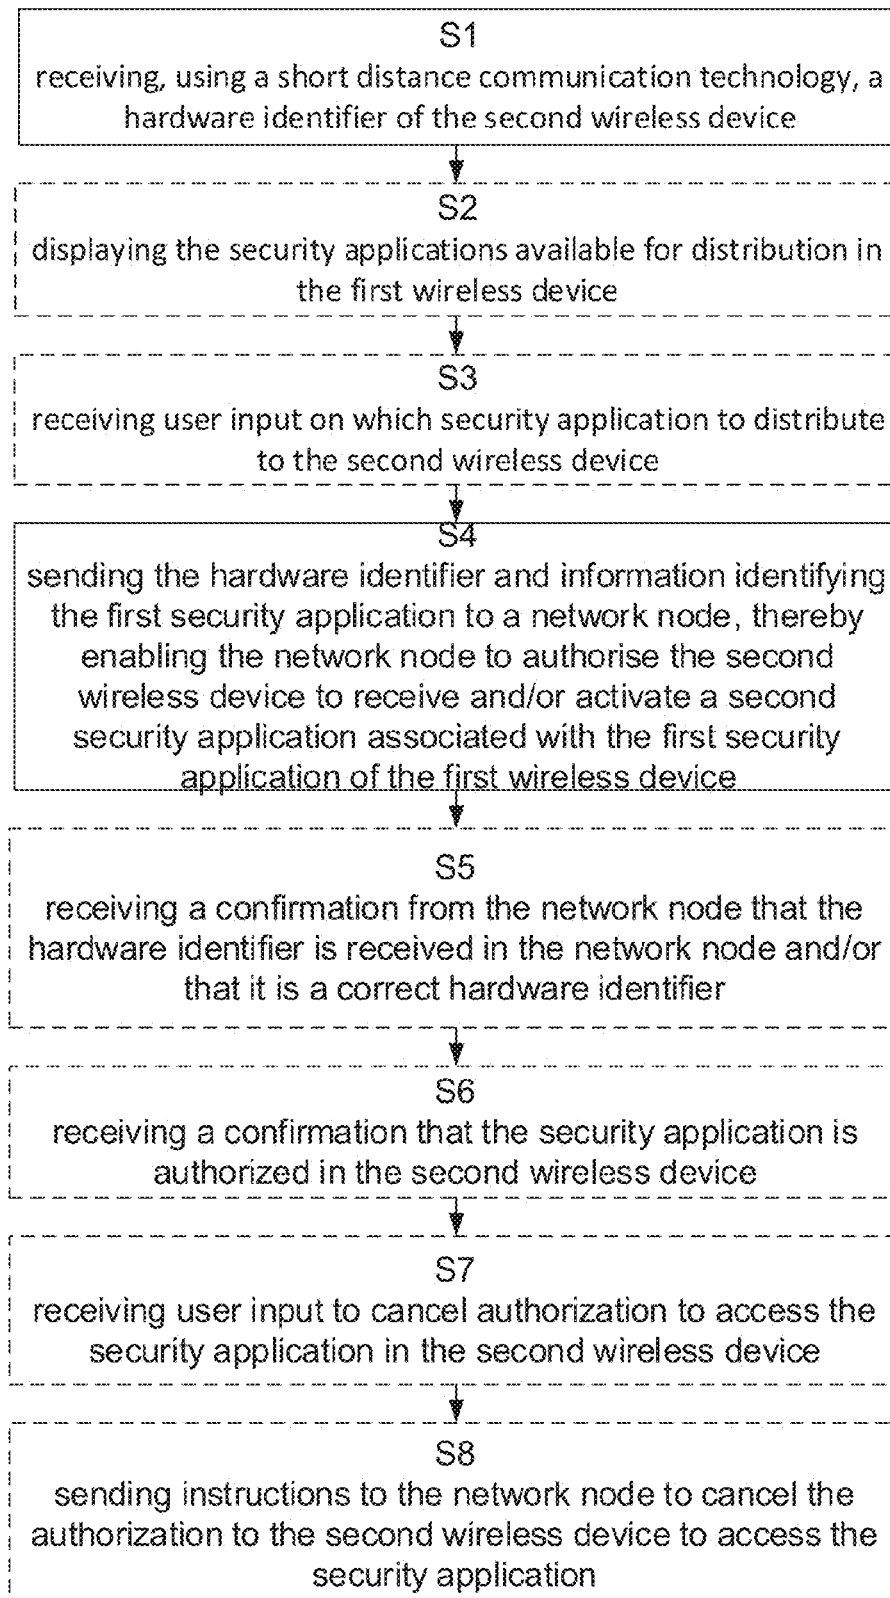 S1
receiving, using a short distance communication technology, a
hardware identifier of the second wireless device
S2
displaying the security applications available for distribution in
the first wireless device
S3
receiving user input on which security application to distribute
to the second wireless device
S4
sending the hardware identifier and information identifying
the first security application to a network node, thereby
enabling the network node to authorise the second
wireless device to receive and/or activate a second
security application associated with the first security
application of the first wireless device
S5
receiving a confirmation from the network node that the
hardware identifier is received in the network node and/or
that it is a correct hardware identifier
S6
receiving a confirmation that the security application is
authorized in the second wireless device
S7
receiving user input to cancel authorization to access the
security application in the second wireless device
S8
sending instructions to the network node to cancel the
authorization to the second wireless device to access the
security application